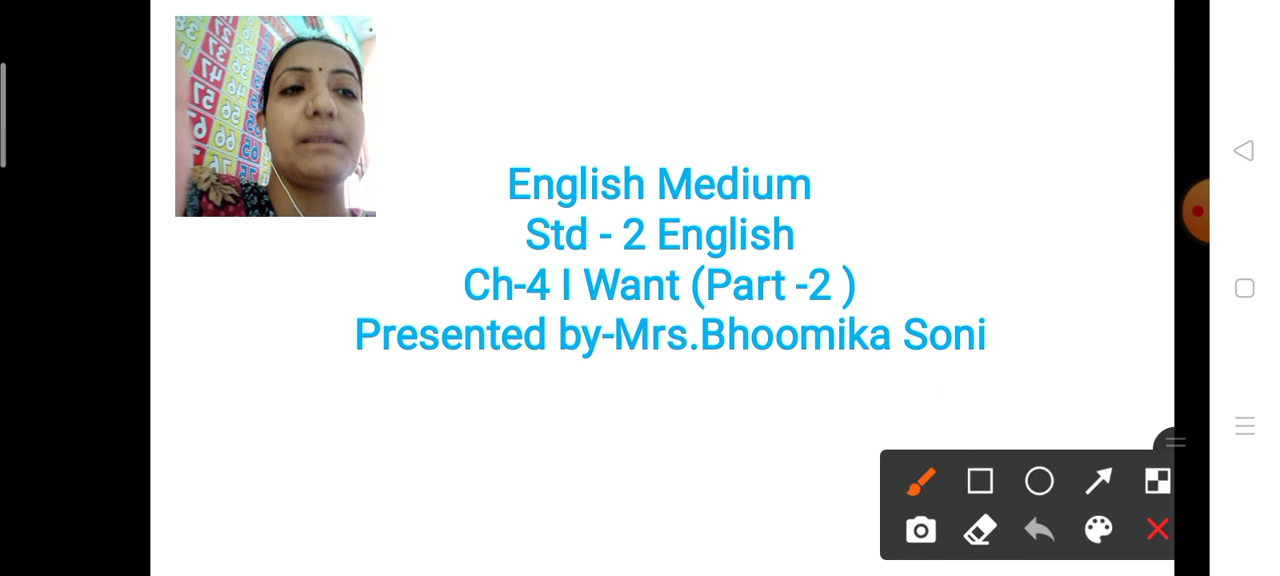 English Medium
Std - 2 English
Ch-4 I Want (Part -2 )
Presented by-Mrs.Bhoomika Soni